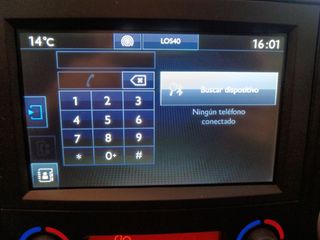 14°C
LOS40
16:01
Buscar dispositivo
Ningún teléfono
conectado
1 2 3
4 5 6
7 8 9
* 0+ #